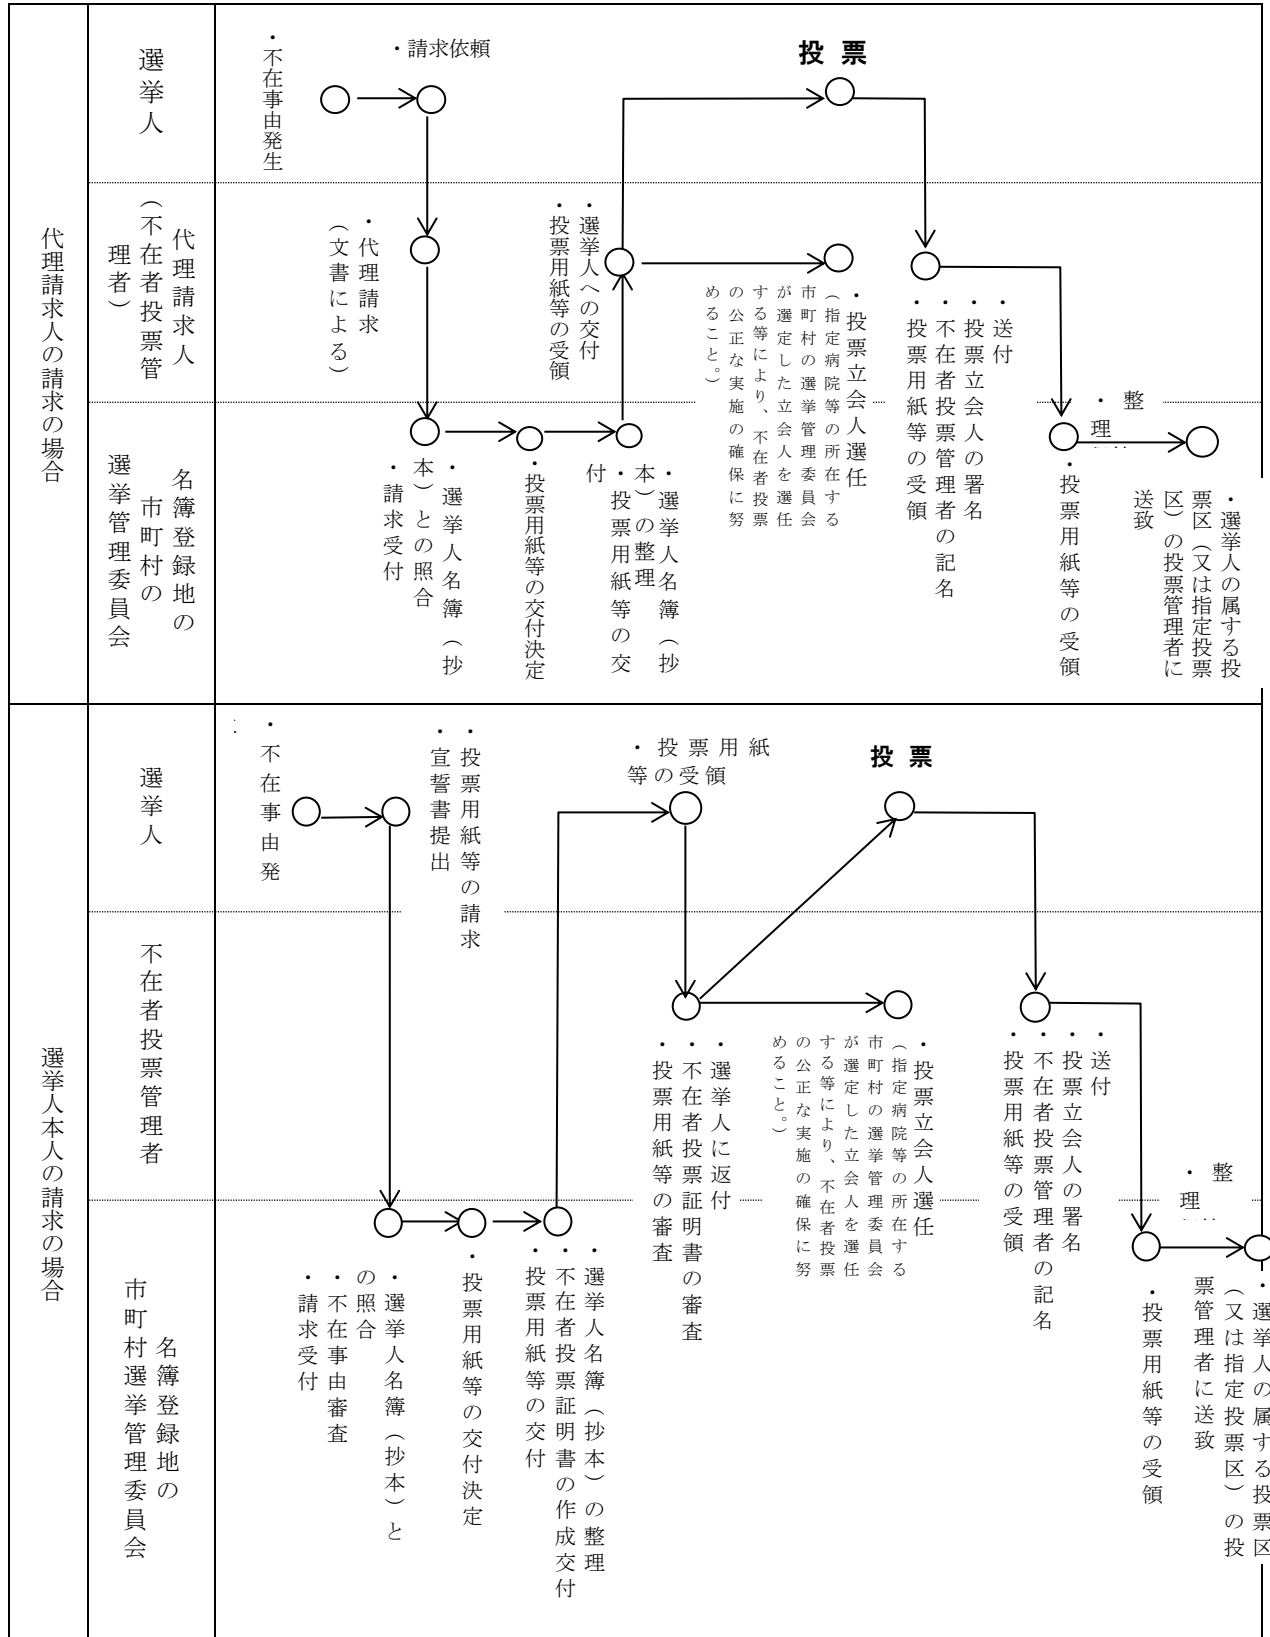 代理請求人の請求の場合
選挙人
・不在事由発生
・請求依頼
投 票
代理請求人
（不在者投票管
理者）
・代理請求
（文書による）
・選挙人への交付
・投票用紙等の受領
・投票立会人選任
（指定病院等の所在する
市町村の選挙管理委員会
が選定した立会人を選任
する等により、不在者投票
の公正な実施の確保に努
めること。）
・送付
・投票立会人の署名
・不在者投票管理者の記名
・投票用紙等の受領
名簿登録地の
市町村の
選挙管理委員会
・選挙人名簿（抄
本）との照合
・請求受付
・投票用紙等の交付決定
・選挙人名簿（抄
本）の整理
・投票用紙等の交
付
・整
理
・投票用紙等の受領
・選挙人の属する投
票区（又は指定投票
区）の投票管理者に
送致
選挙人本人の請求の場合
選挙人
・不在事由発
・投票用紙等の請求
・宣誓書提出
・投票用紙
等の受領
投 票
不在者投票管理者
・選挙人に返付
・不在者投票証明書の審査
・投票用紙等の審査
・投票立会人選任
（指定病院等の所在する
市町村の選挙管理委員会
が選定した立会人を選任
する等により、不在者投票
の公正な実施の確保に努
めること。）
・送付
・投票立会人の署名
・不在者投票管理者の記名
・投票用紙等の受領
名簿登録地の
市町村選挙管理委員会
・選挙人名簿（抄本）と
の照合
・不在事由審査
・請求受付
・投票用紙等の交付決定
・選挙人名簿（抄本）の整理
・不在者投票証明書の作成交付
・投票用紙等の交付
・整
理
・投票用紙等の受領
・選挙人の属する投票区
（又は指定投票区）の投
票管理者に送致